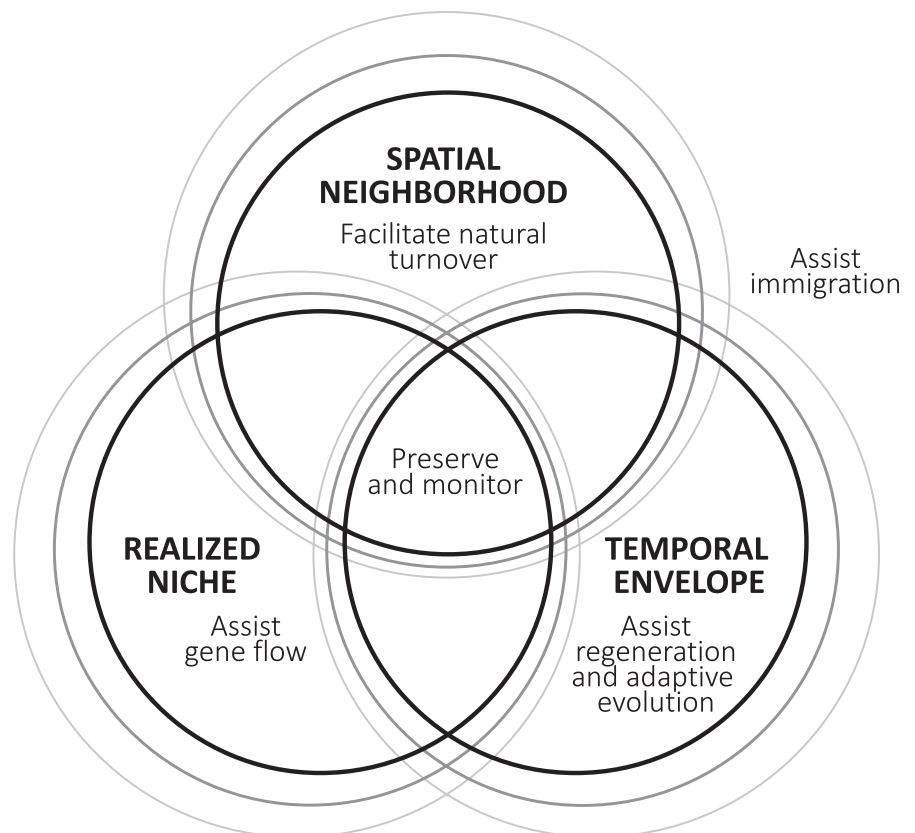 SPATIAL
NEIGHBORHOOD
Facilitate natural
turnover
Assist
immigration
Preserve
and monitor
REALIZED
NICHE
Assist
gene flow
TEMPORAL
ENVELOPE
Assist
regeneration
and adaptive
evolution